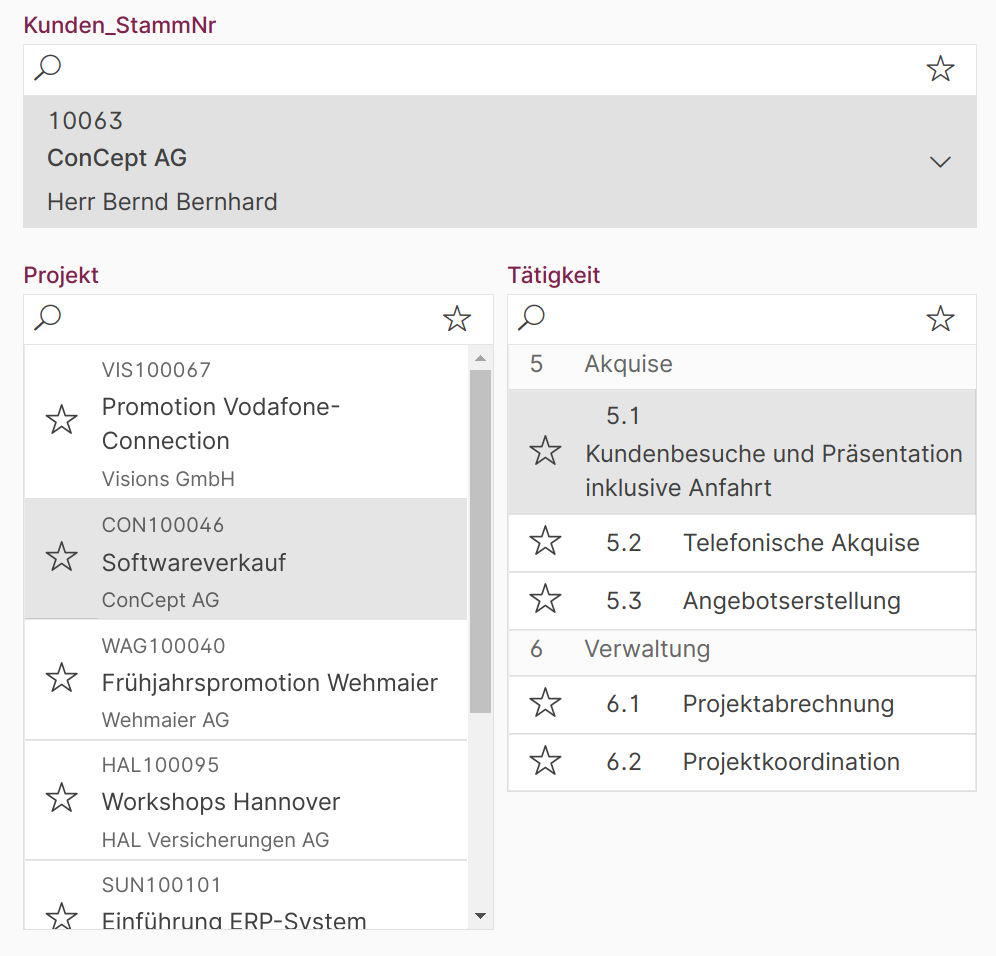 Kunden_StammNr
10063
ConCept AG
Herr Bernd Bernhard
Projekt
VIS100067
Promotion Vodafone-
Connection
Visions GmbH
CON100046
Softwareverkauf
ConCept AG
WAG100040
Frühjahrspromotion Wehmaier
Wehmaier AG
HAL100095
Workshops Hannover
HAL Versicherungen AG
SUN100101
Einführung ERP-System
Tätigkeit
5 Akquise
5.1
Kundenbesuche und Präsentation
inklusive Anfahrt
5.2 Telefonische Akquise
5.3 Angebotserstellung
6 Verwaltung
6.1 Projektabrechnung
6.2 Projektkoordination